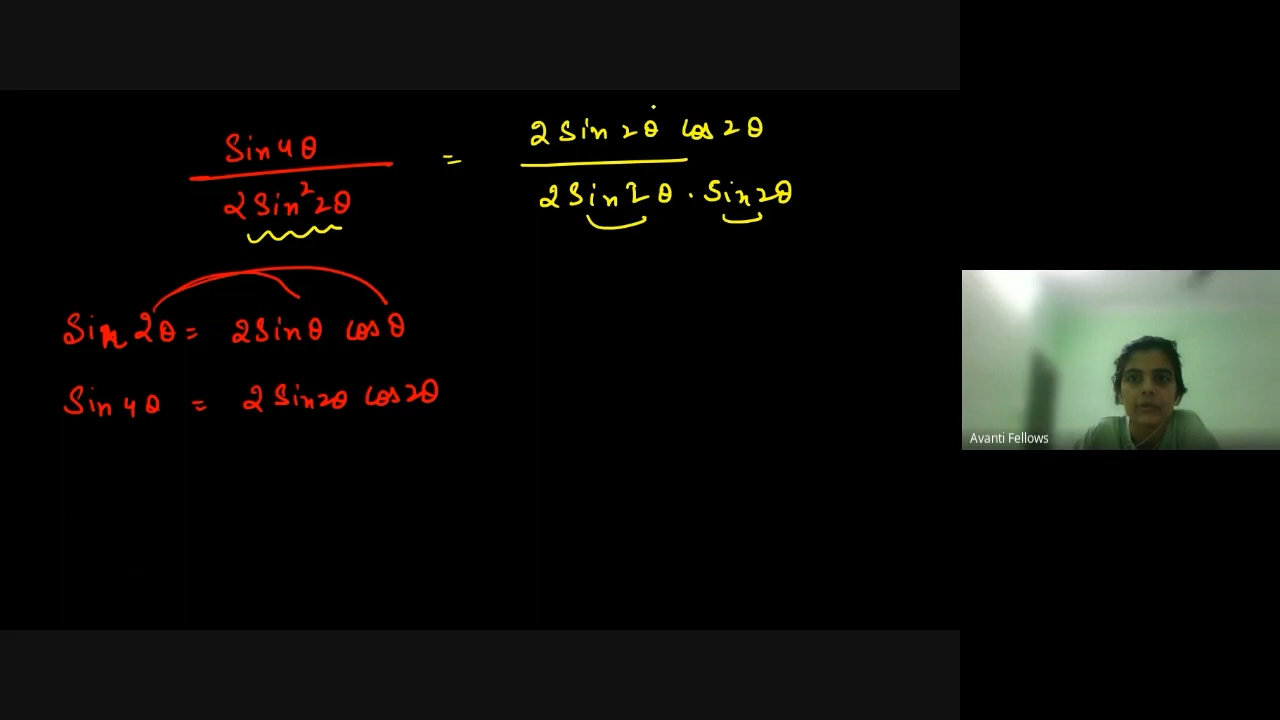 Sin 4θ = 2 Sin 2θ cos 2θ
2 Sin² 2θ 2 Sin 2θ . Sin 2θ
Sin 2θ = 2 Sin θ cos θ
Sin 4θ = 2 Sin 2θ cos 2θ
Avanti Fellows